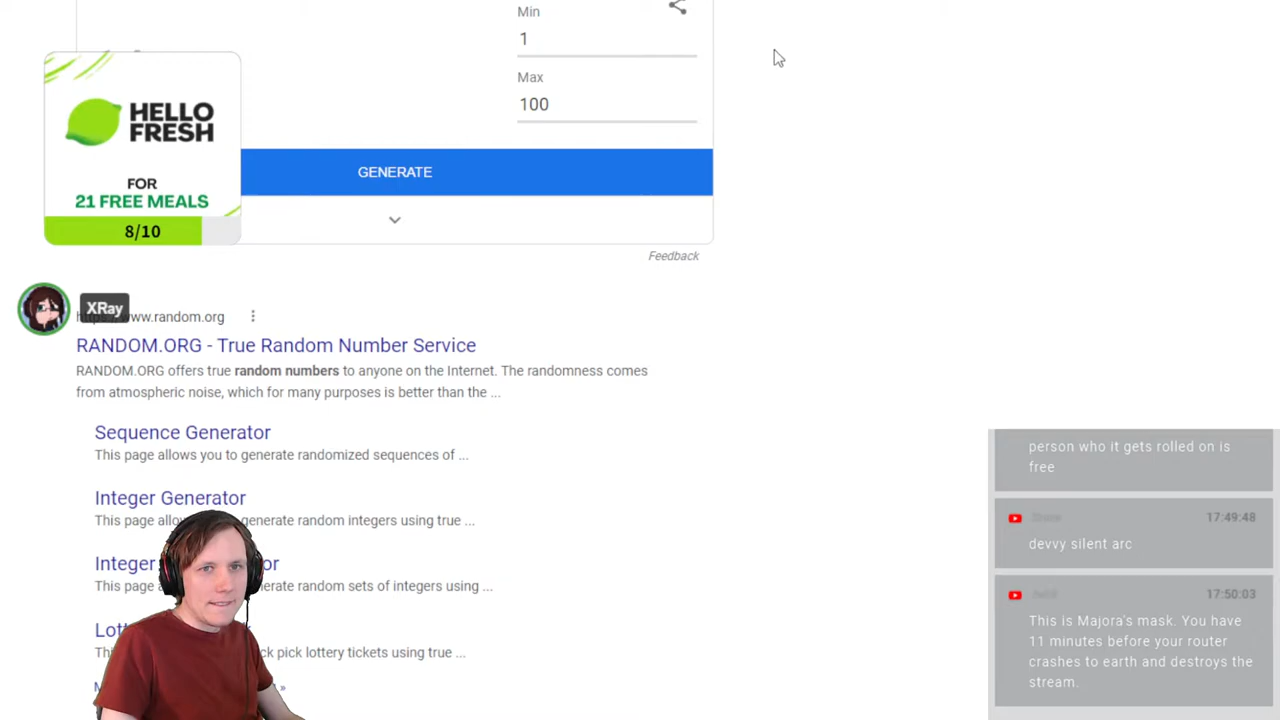 Min
1
Max
100
HELLO
FRESH
FOR
21 FREE MEALS
8/10
GENERATE
Feedback
XRay
www.random.org
RANDOM.ORG - True Random Number Service
RANDOM.ORG offers true random numbers to anyone on the Internet. The randomness comes
from atmospheric noise, which for many purposes is better than the ...
Sequence Generator
This page allows you to generate randomized sequences of ...
Integer Generator
This page generate random integers using true ...
Integer
generate random sets of integers using ...
pick lottery tickets using true ...
person who it gets rolled on is
free
17:49:48
devvy silent arc
17:50:03
This is Majora's mask. You have
11 minutes before your router
crashes to earth and destroys the
stream.